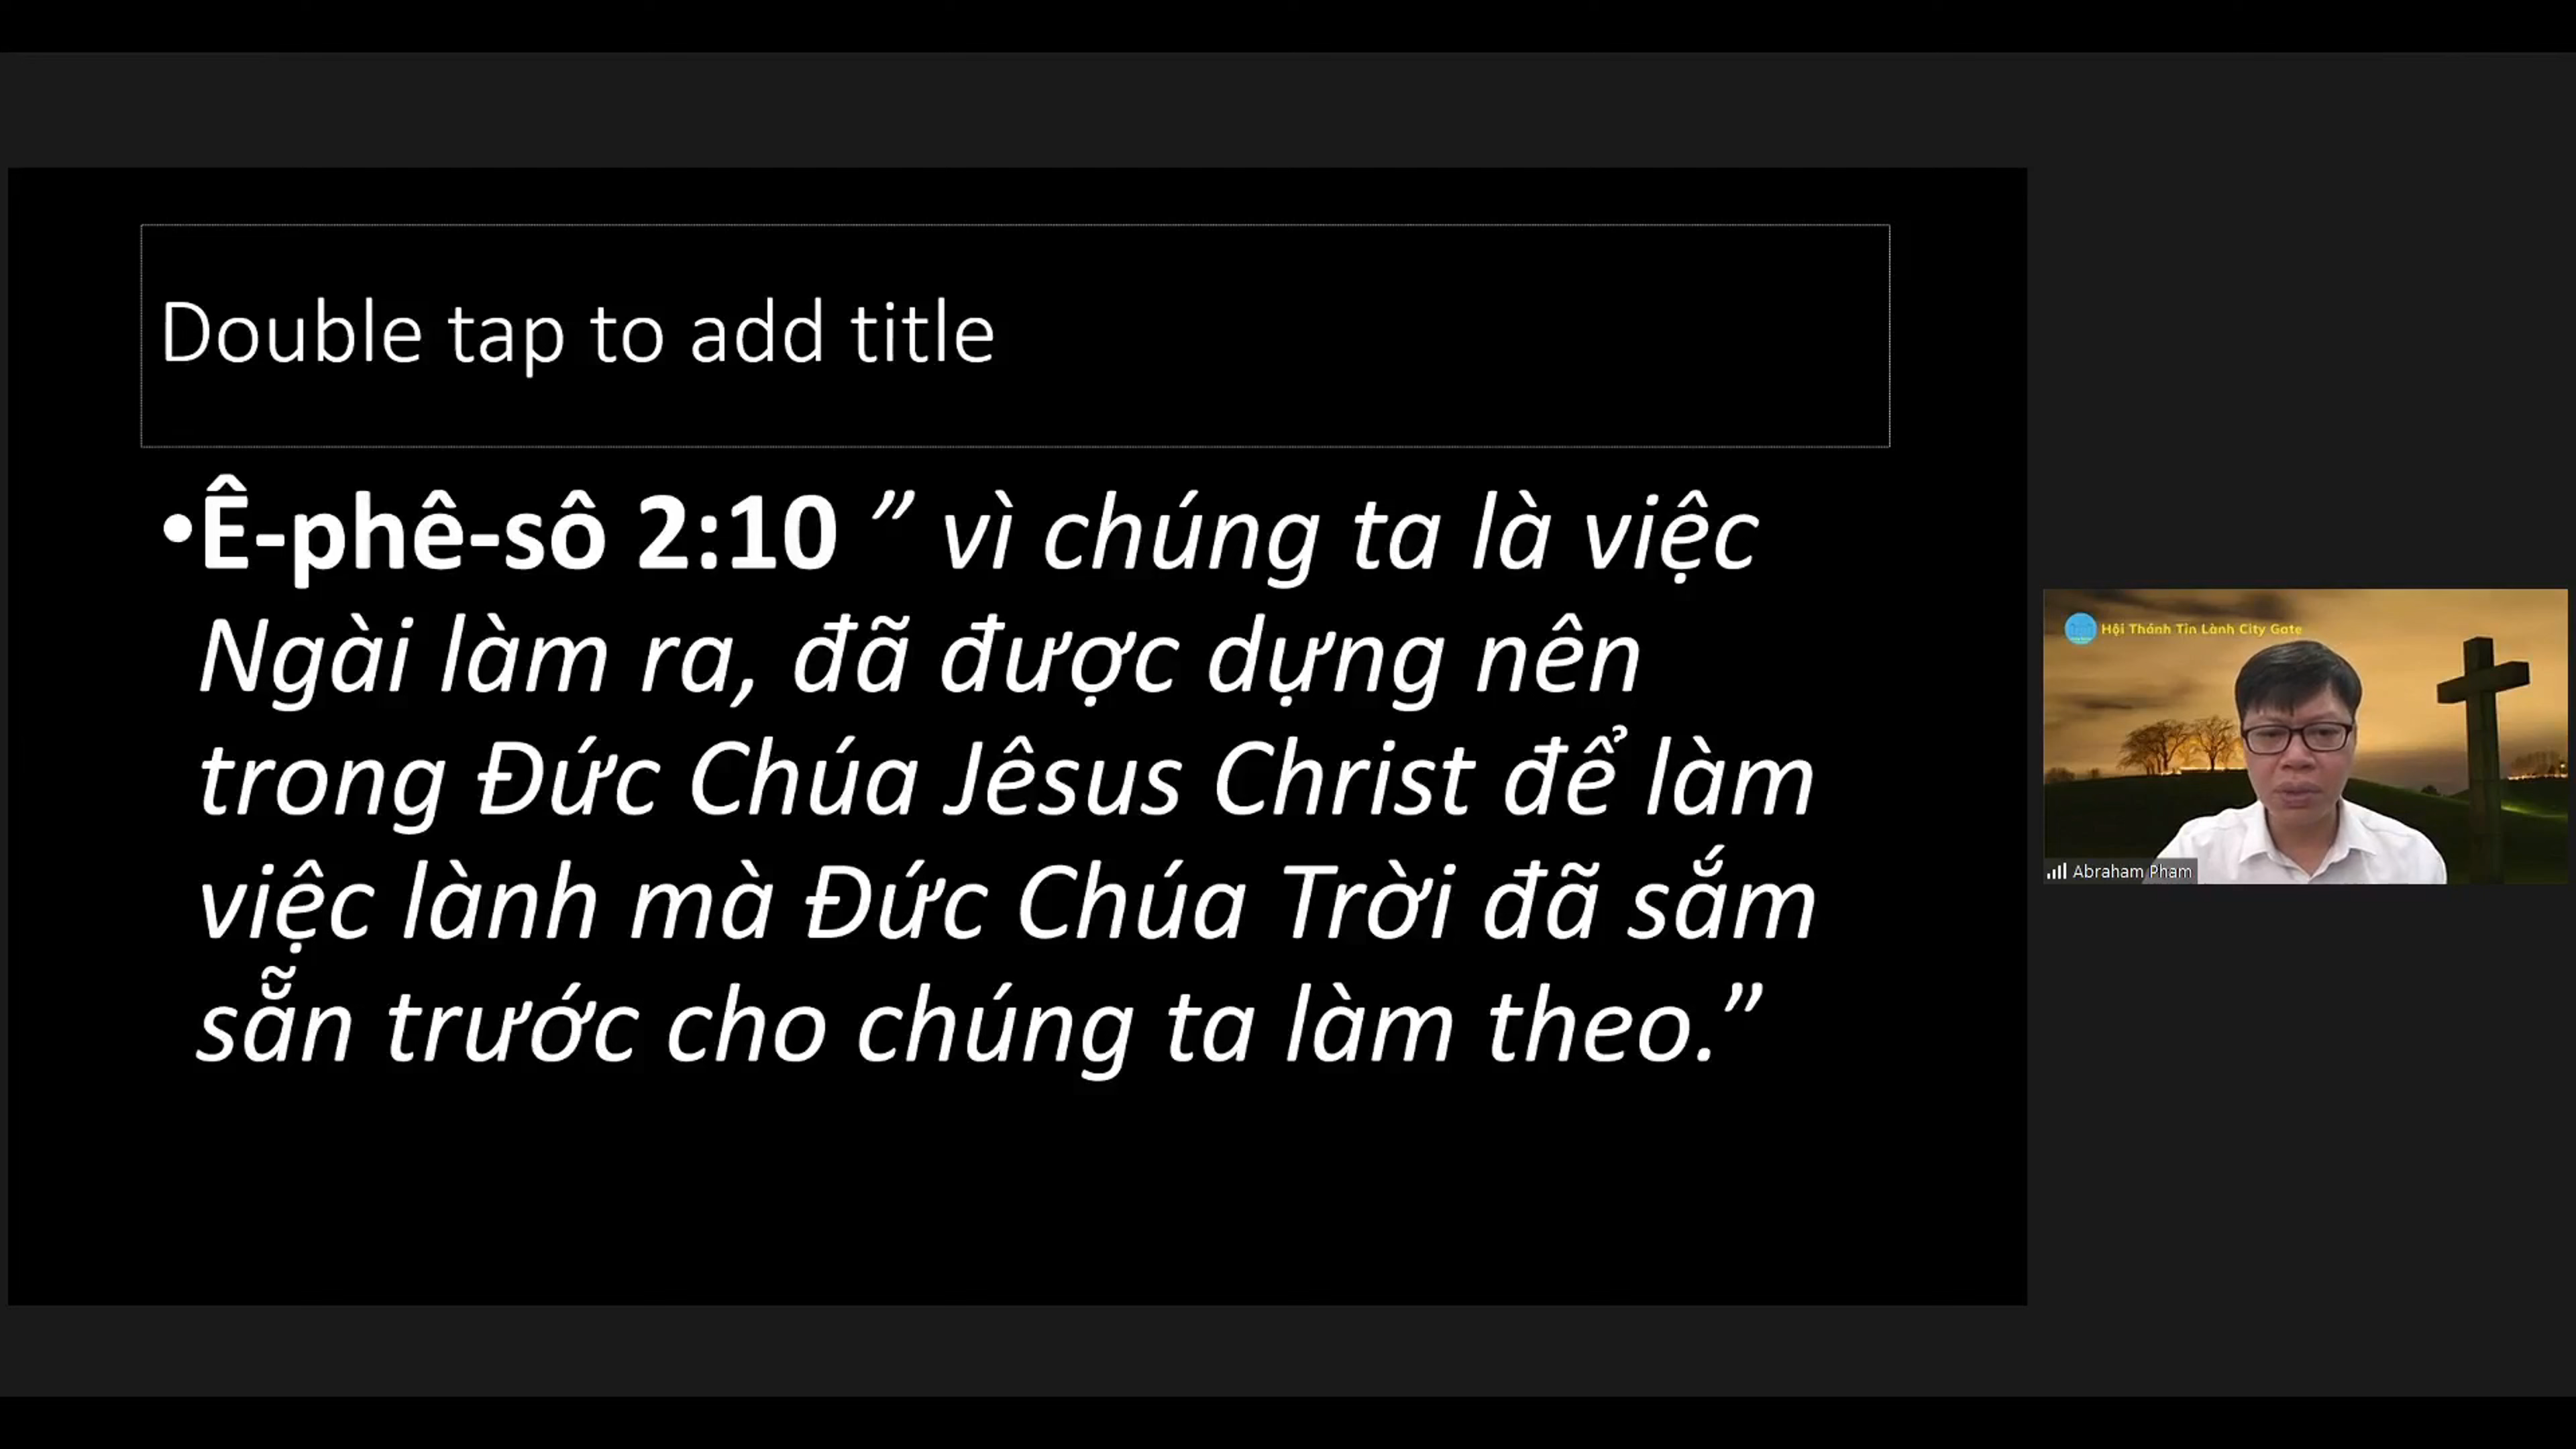 Double tap to add title
•Ê-phê-sô 2:10 ” vì chúng ta là việc
Ngài làm ra, đã được dựng nên
trong Đức Chúa Jêsus Christ để làm
việc lành mà Đức Chúa Trời đã sắm
sẵn trước cho chúng ta làm theo.”
Hội Thánh Tin Lành City Gate
Abraham Pham